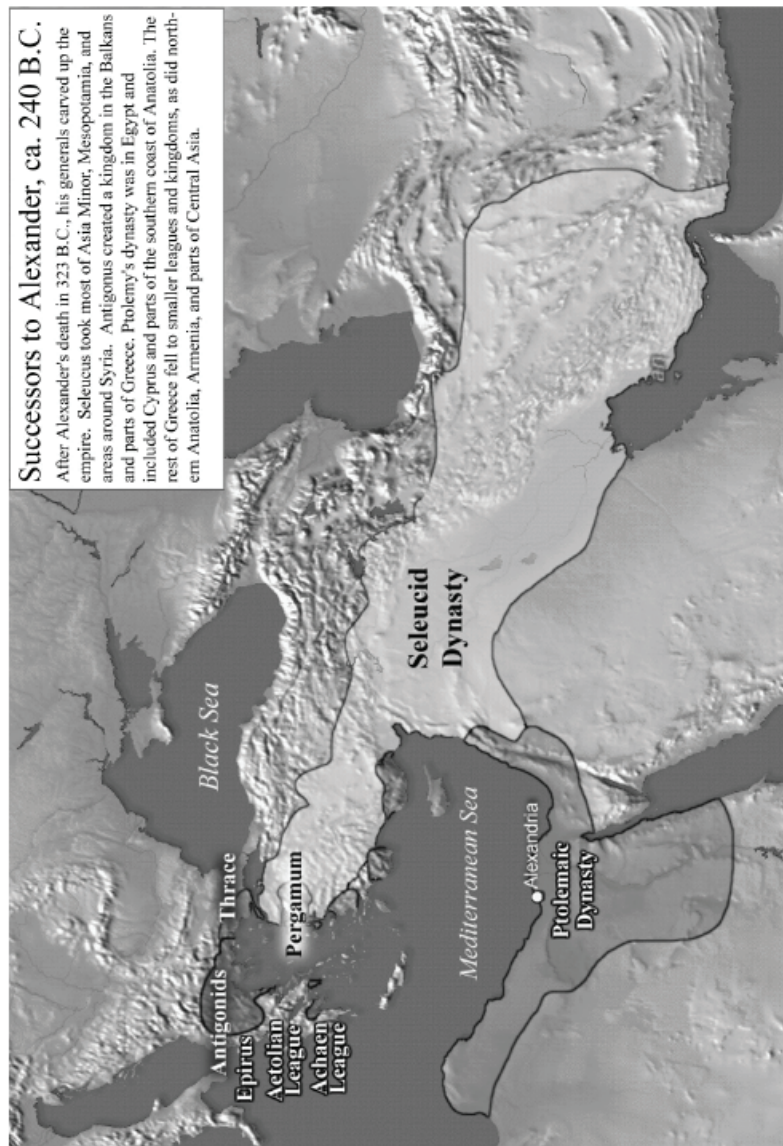 Successors to Alexander, ca. 240 B.C.
After Alexander's death in 323 B.C., his generals carved up the
empire. Seleucus took most of Asia Minor, Mesopotamia, and
areas around Syria. Antigonus created a kingdom in the Balkans
and parts of Greece. Ptolemy's dynasty was in Egypt and
included Cyprus and parts of the southern coast of Anatolia. The
rest of Greece fell to smaller leagues and kingdoms, as did north-
ern Anatolia, Armenia, and parts of Central Asia.
Black Sea
Thrace
Antigonids
Epirus
Pergamum
Actolian
League
Achaen
League
Seleucid
Dynasty
Mediterranean Sea
Alexandria
Ptolemaic
Dynasty